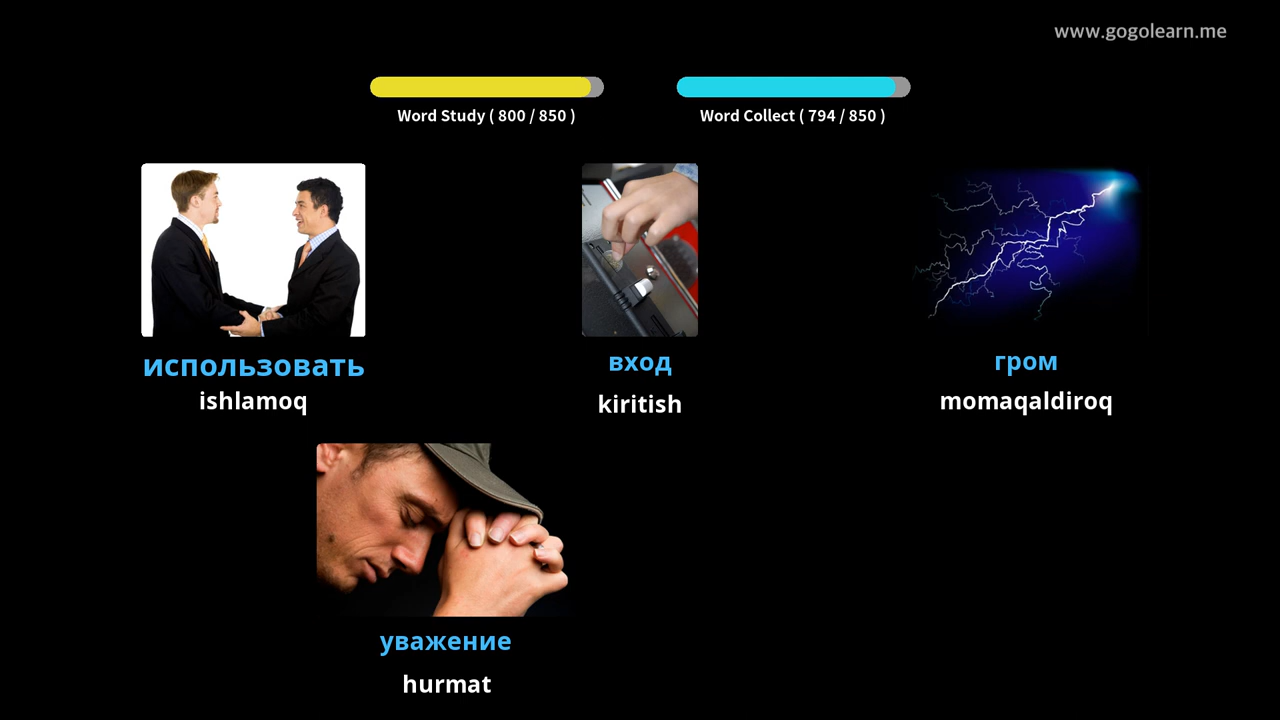 www.gogolearn.me
Word Study ( 800 / 850 )
Word Collect ( 794 / 850 )
использовать
ishlamoq
вход
kiritish
гром
momaqaldiroq
уважение
hurmat